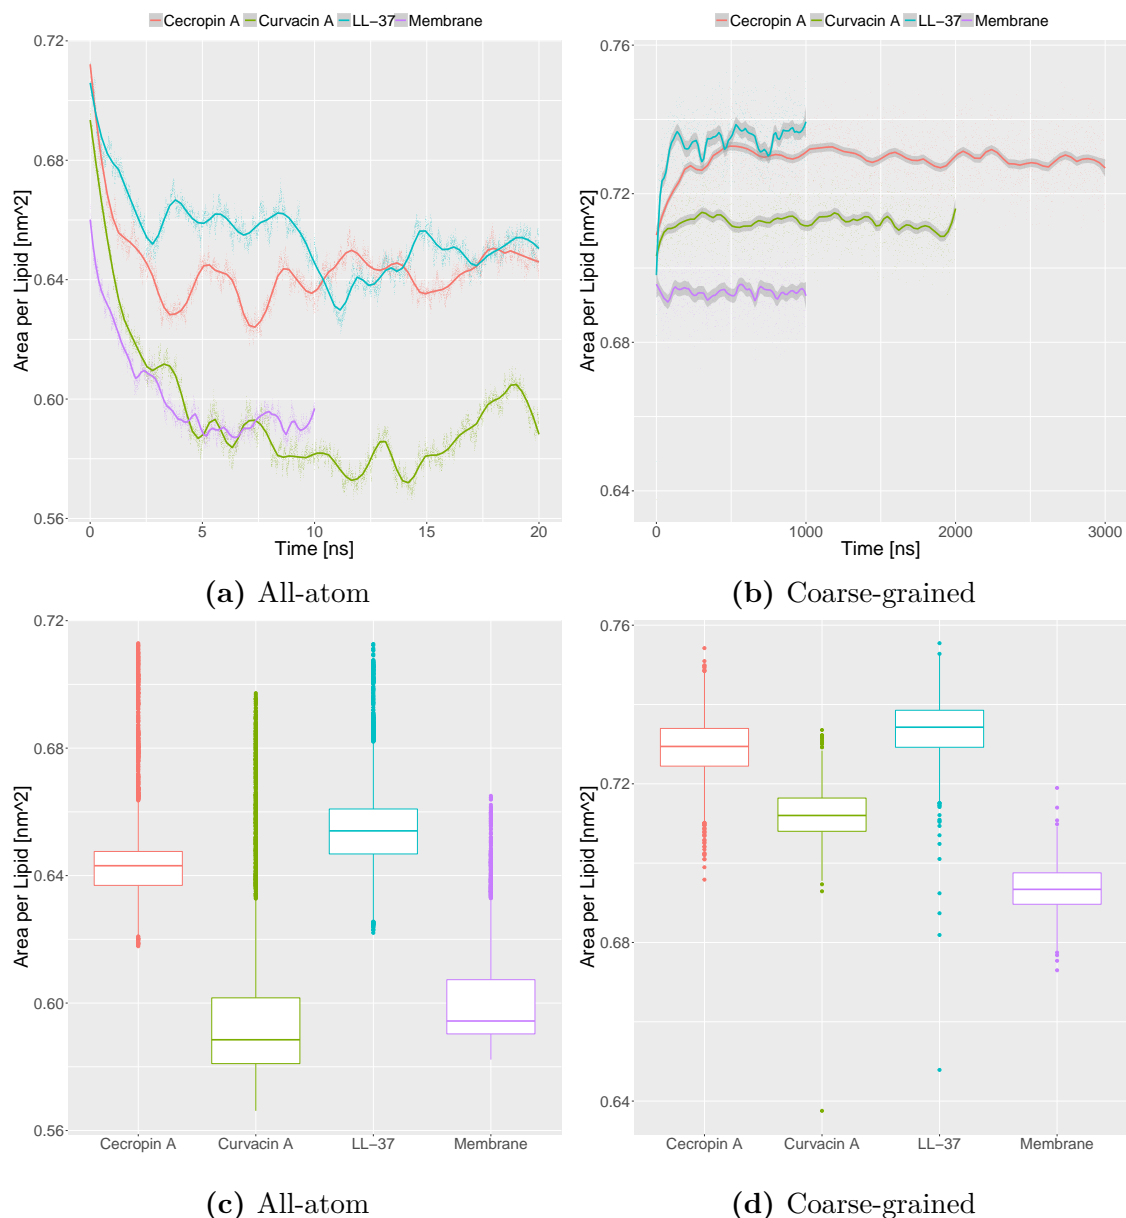 Cecropin A Curvacin A LL−37 Membrane
0.72
0.68
0.64
0.60
0.56
Area per Lipid [nm^2]
0 5 10 15 20
Time [ns]
(a) All-atom
Cecropin A Curvacin A LL−37 Membrane
0.76
0.72
0.68
0.64
Area per Lipid [nm^2]
0 1000 2000 3000
Time [ns]
(b) Coarse-grained
0.72
0.68
0.64
0.60
0.56
Area per Lipid [nm^2]
Cecropin A Curvacin A LL−37 Membrane
(c) All-atom
0.76
0.72
0.68
0.64
Area per Lipid [nm^2]
Cecropin A Curvacin A LL−37 Membrane
(d) Coarse-grained